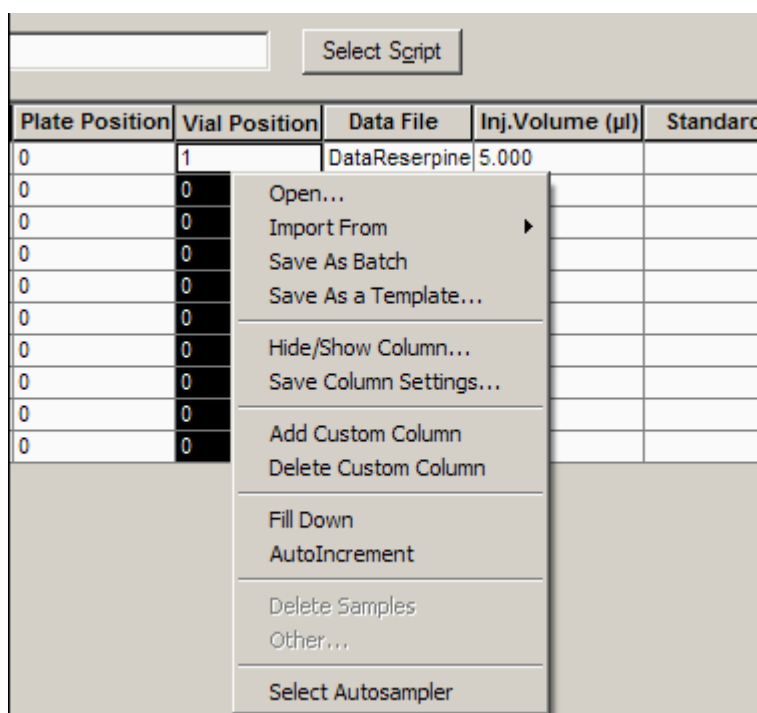 Select Script
Plate Position Vial Position Data File Inj.Volume (µl) Standard
0 1 DataReserpine 5.000
0 0
0 0
0 0
0 0
0 0
0 0
0 0
0 0
0 0
Open...
Import From
Save As Batch
Save As a Template...
Hide/Show Column...
Save Column Settings...
Add Custom Column
Delete Custom Column
Fill Down
AutoIncrement
Delete Samples
Other...
Select Autosampler